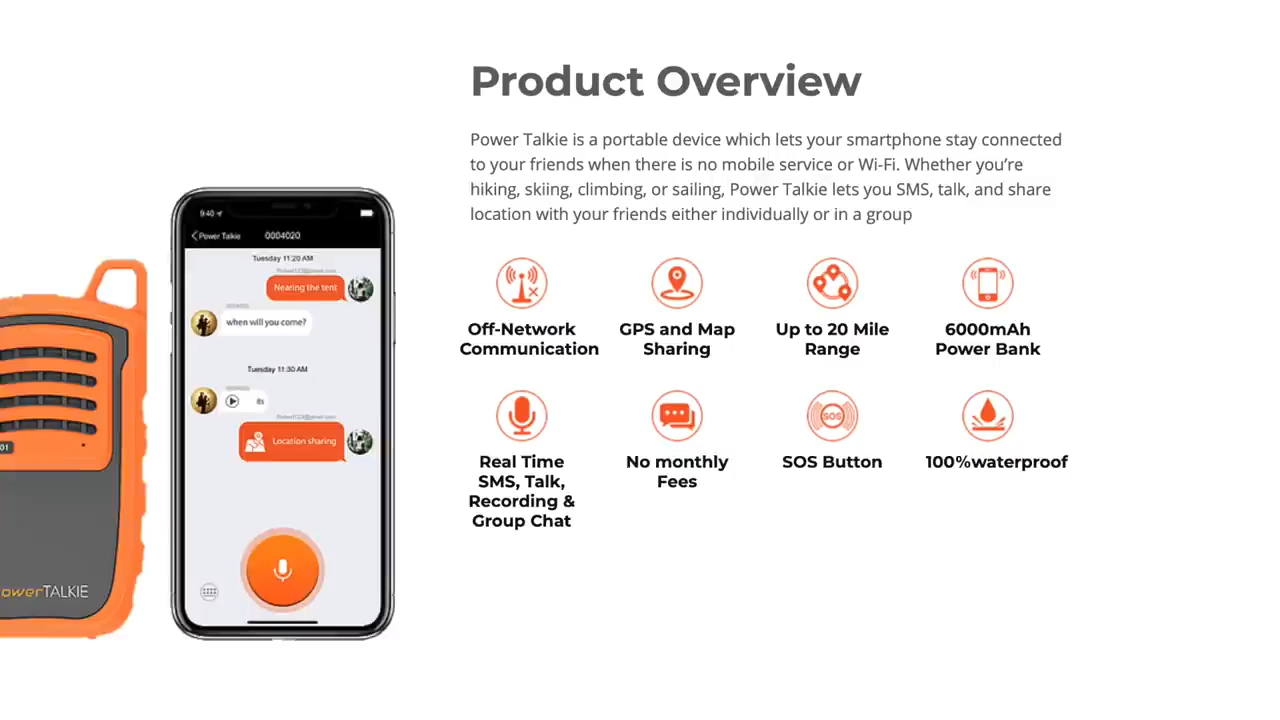 Product Overview
Power Talkie is a portable device which lets your smartphone stay connected
to your friends when there is no mobile service or Wi-Fi. Whether you’re
hiking, skiing, climbing, or sailing, Power Talkie lets you SMS, talk, and share
location with your friends either individually or in a group
9:40
Power Talkie 0004020
Tuesday 11:20 AM
Nearing the tent
when will you come?
Tuesday 11:30 AM
8s
Location sharing
01
owerTALKIE
Off-Network
Communication
GPS and Map
Sharing
Up to 20 Mile
Range
6000mAh
Power Bank
Real Time
SMS, Talk,
Recording &
Group Chat
No monthly
Fees
SOS
SOS Button
100%waterproof